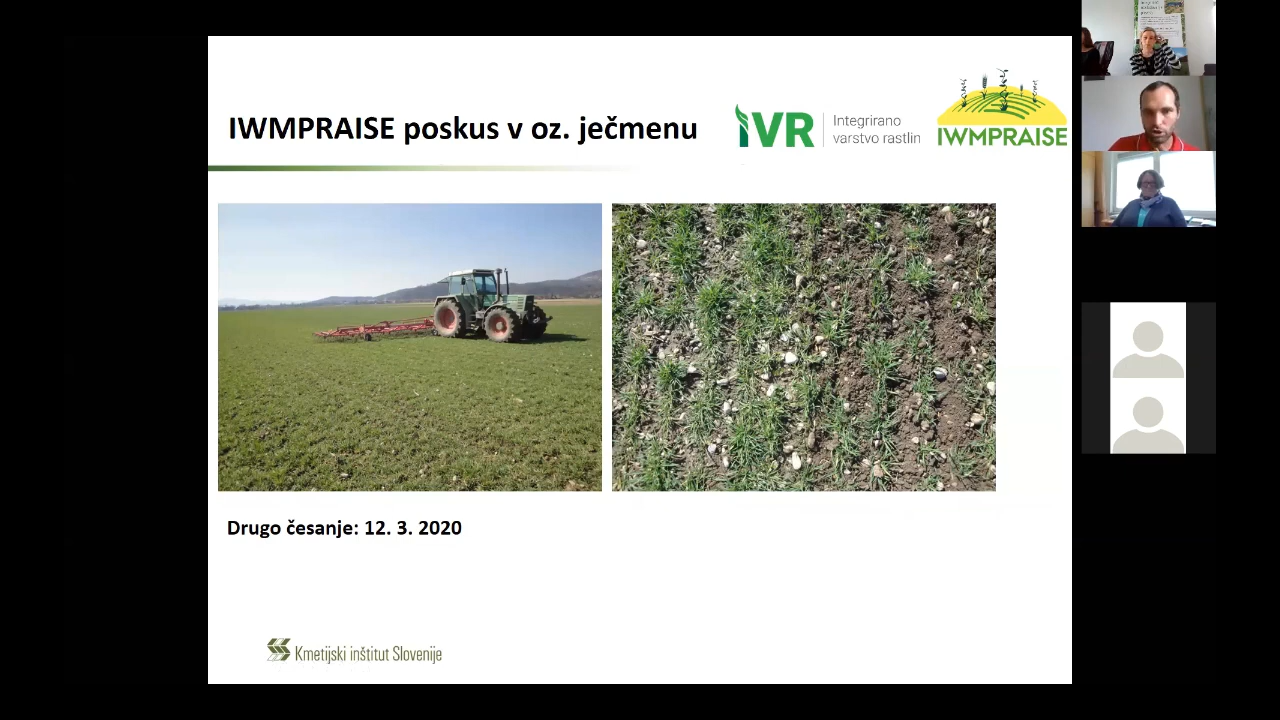 IWMPRAISE poskus v oz. ječmenu
IVR
Integrirano
varstvo rastlin
IWMPRAISE
Drugo česanje: 12. 3. 2020
Kmetijski inštitut Slovenije